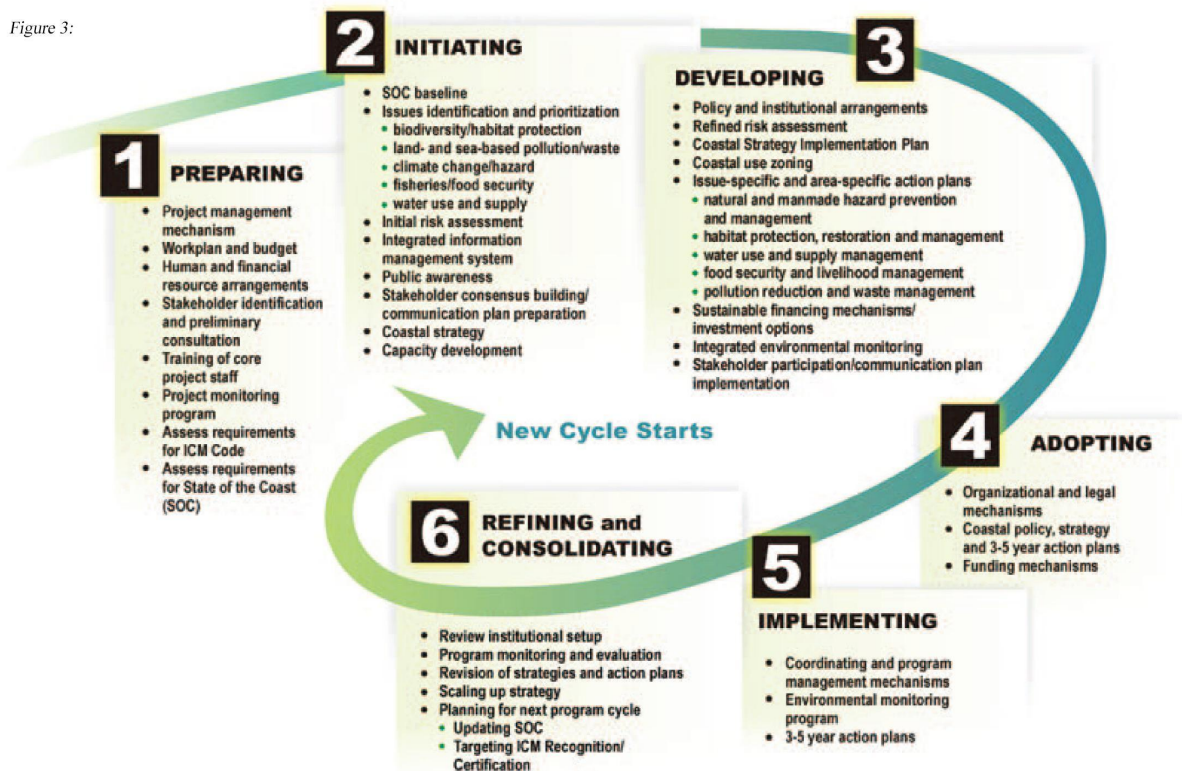 Figure 3:
1
PREPARING
• Project management
mechanism
• Workplan and budget
• Human and financial
resource arrangements
• Stakeholder identification
and preliminary
consultation
• Training of core
project staff
• Project monitoring
program
• Assess requirements
for ICM Code
• Assess requirements
for State of the Coast
(SOC)
2
INITIATING
• SOC baseline
• Issues identification and prioritization
• biodiversity/habitat protection
• land- and sea-based pollution/waste
• climate change/hazard
• fisheries/food security
• water use and supply
• Initial risk assessment
• Integrated information
management system
• Public awareness
• Stakeholder consensus building/
communication plan preparation
• Coastal strategy
• Capacity development
3
DEVELOPING
• Policy and institutional arrangements
• Refined risk assessment
• Coastal Strategy Implementation Plan
• Coastal use zoning
• Issue-specific and area-specific action plans
• natural and manmade hazard prevention
and management
• habitat protection, restoration and management
• water use and supply management
• food security and livelihood management
• pollution reduction and waste management
• Sustainable financing mechanisms/
investment options
• Integrated environmental monitoring
• Stakeholder participation/communication plan
implementation
4
ADOPTING
• Organizational and legal
mechanisms
• Coastal policy, strategy
and 3-5 year action plans
• Funding mechanisms
5
IMPLEMENTING
• Coordinating and program
management mechanisms
• Environmental monitoring
program
• 3-5 year action plans
6
REFINING and
CONSOLIDATING
• Review institutional setup
• Program monitoring and evaluation
• Revision of strategies and action plans
• Scaling up strategy
• Planning for next program cycle
• Updating SOC
• Targeting ICM Recognition/
Certification
New Cycle Starts